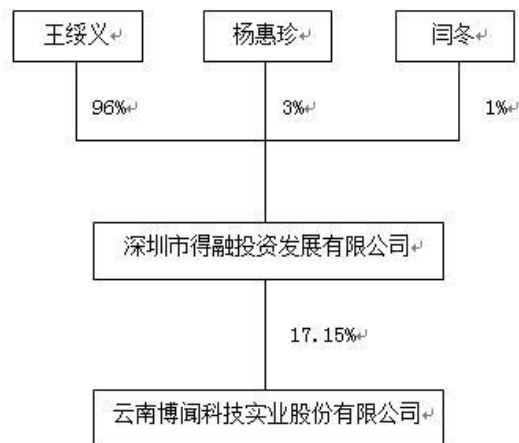 王绥义 杨惠珍 闫冬
96% 3% 1%
深圳市得融投资发展有限公司
17.15%
云南博闻科技实业股份有限公司